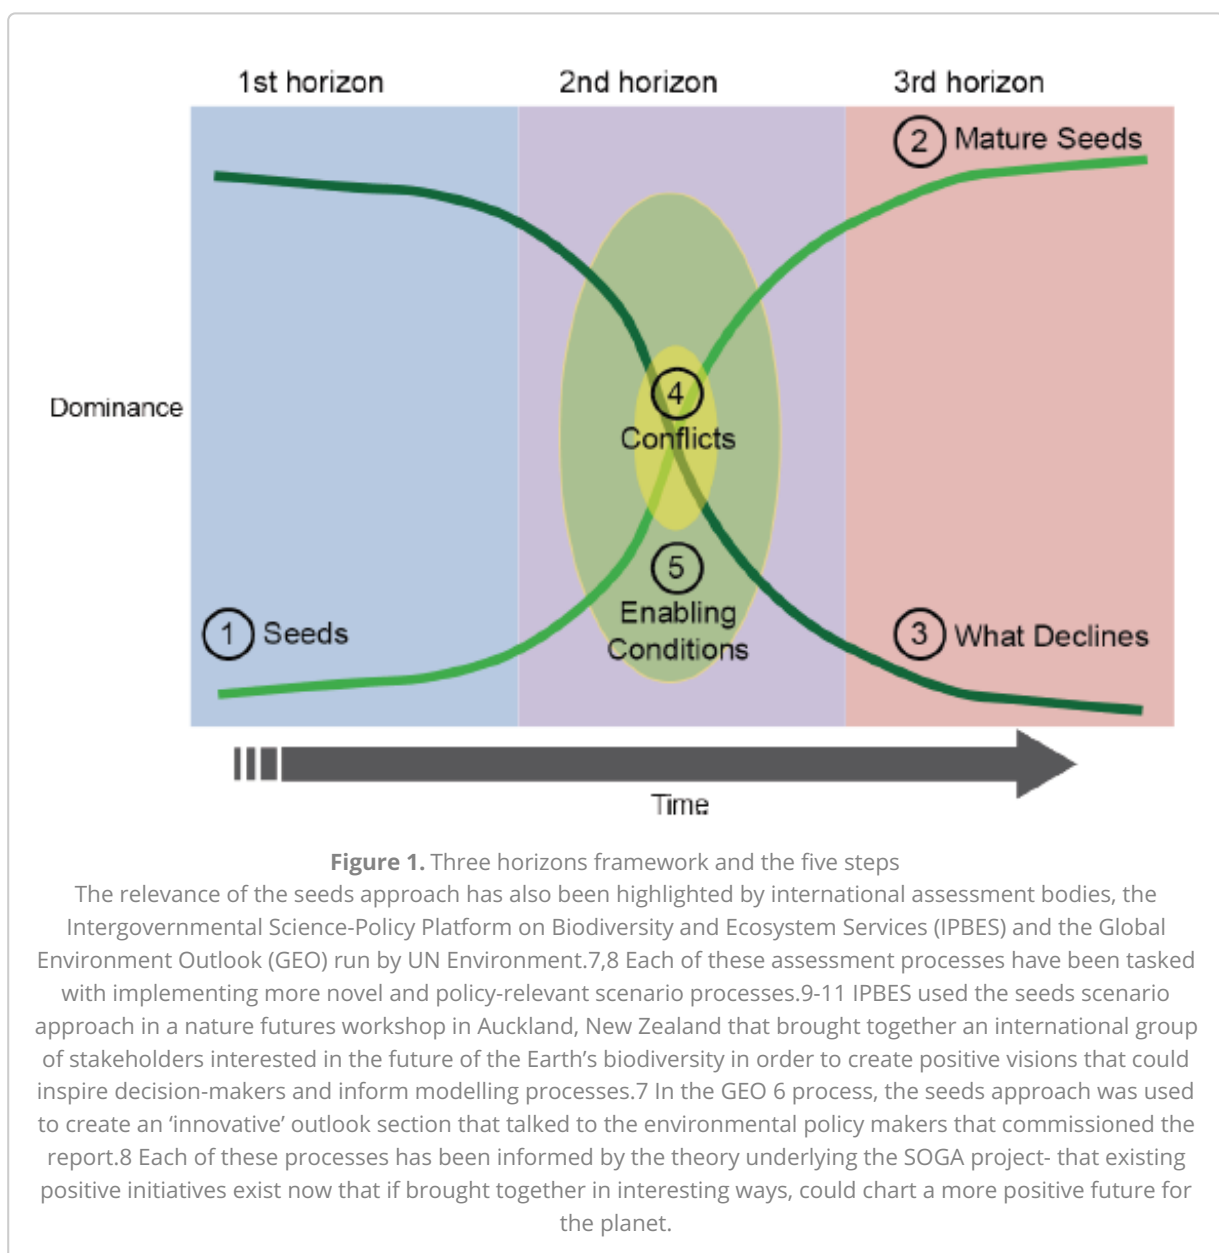 1st horizon
2nd horizon
3rd horizon
2 Mature Seeds
Dominance
4
Conflicts
5
Enabling
Conditions
1 Seeds
3 What Declines
Time
Figure 1. Three horizons framework and the five steps
The relevance of the seeds approach has also been highlighted by international assessment bodies, the
Intergovernmental Science-Policy Platform on Biodiversity and Ecosystem Services (IPBES) and the Global
Environment Outlook (GEO) run by UN Environment.7,8 Each of these assessment processes have been tasked
with implementing more novel and policy-relevant scenario processes.9-11 IPBES used the seeds scenario
approach in a nature futures workshop in Auckland, New Zealand that brought together an international group
of stakeholders interested in the future of the Earth’s biodiversity in order to create positive visions that could
inspire decision-makers and inform modelling processes.7 In the GEO 6 process, the seeds approach was used
to create an ‘innovative’ outlook section that talked to the environmental policy makers that commissioned the
report.8 Each of these processes has been informed by the theory underlying the SOGA project- that existing
positive initiatives exist now that if brought together in interesting ways, could chart a more positive future for
the planet.